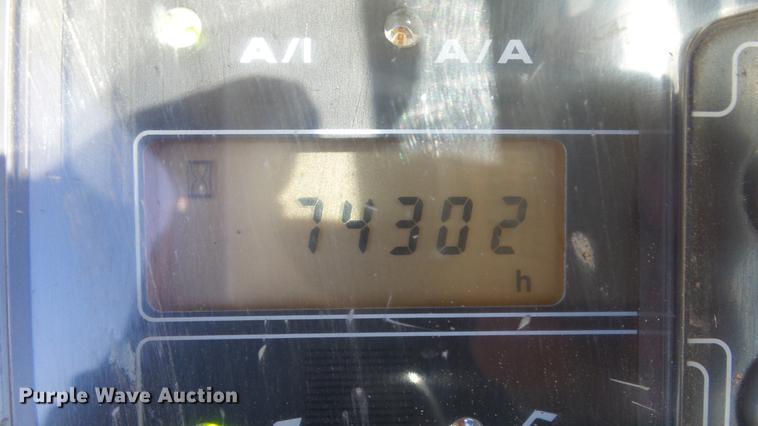 A/I A/A
74302
h
Purple Wave Auction